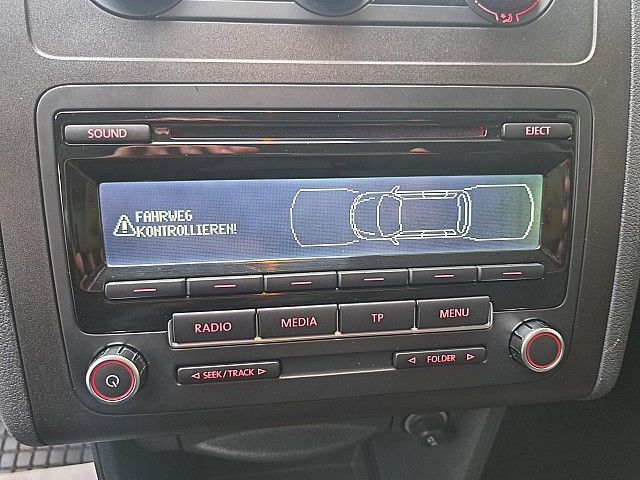 SOUND
EJECT
FAHRWEG
KONTROLLIEREN!
RADIO
MEDIA
TP
MENU
SEEK/TRACK
FOLDER